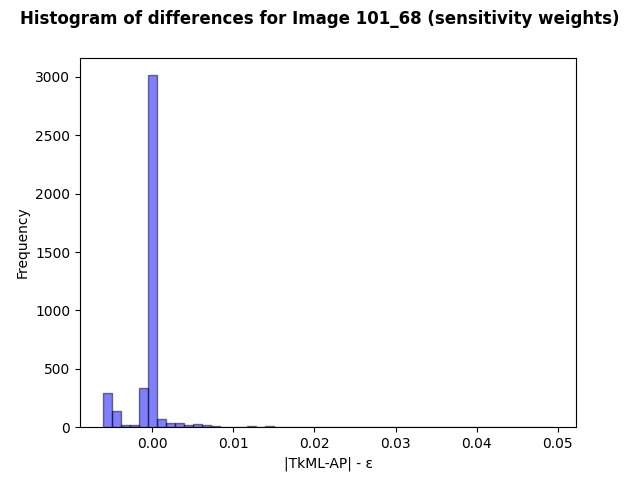 Histogram of differences for Image 101_68 (sensitivity weights)
Frequency
3000
2500
2000
1500
1000
500
0
0.00 0.01 0.02 0.03 0.04 0.05
|TkML-AP| - ε